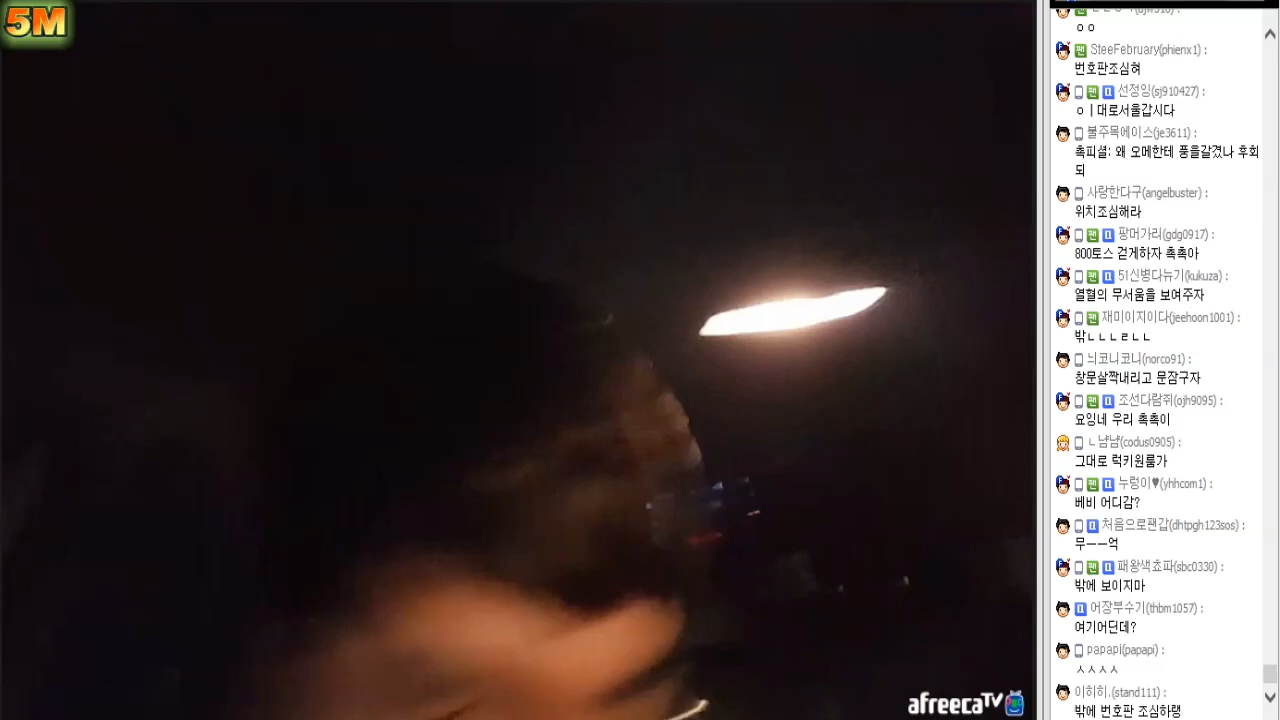 5M
ㅇㅇ
SteeFebruary(phienx1) :
번호판조심혀
선정잉(sj910427) :
ㅇㅣ대로서울갑시다
불주목에이스(je3611) :
촉피셜: 왜 오메한테 풍을갈겼나 후회
되
사랑한다구(angelbuster) :
위치조심해라
팡머가리(gdg0917) :
800토스 걷게하자 촉촉아
51신병다뉴기(kukuza) :
열혈의 무서움을 보여주자
재미이지이다(jeehoon1001) :
밖ㄴㄴㄴㄹㄴㄴ
늬코니코니(norco91) :
창문살짝내리고 문잠구자
조선다람쥐(ojh9095) :
요잉네 우리 촉촉이
ㄴ냠냠(codus0905) :
그대로 럭키원룸가
누렁이♥(yhhcom1) :
베비 어디감?
처음으로팬갑(dhtpgh123sos) :
무ㅡㅡ억
패왕색쵸파(sbc0330) :
밖에 보이지마
어장부수기(thbm1057) :
여기어딘데?
papapi(papapi) :
ㅅㅅㅅㅅ
이히히.(stand111) :
밖에 번호판 조심하랭
afreecaTV